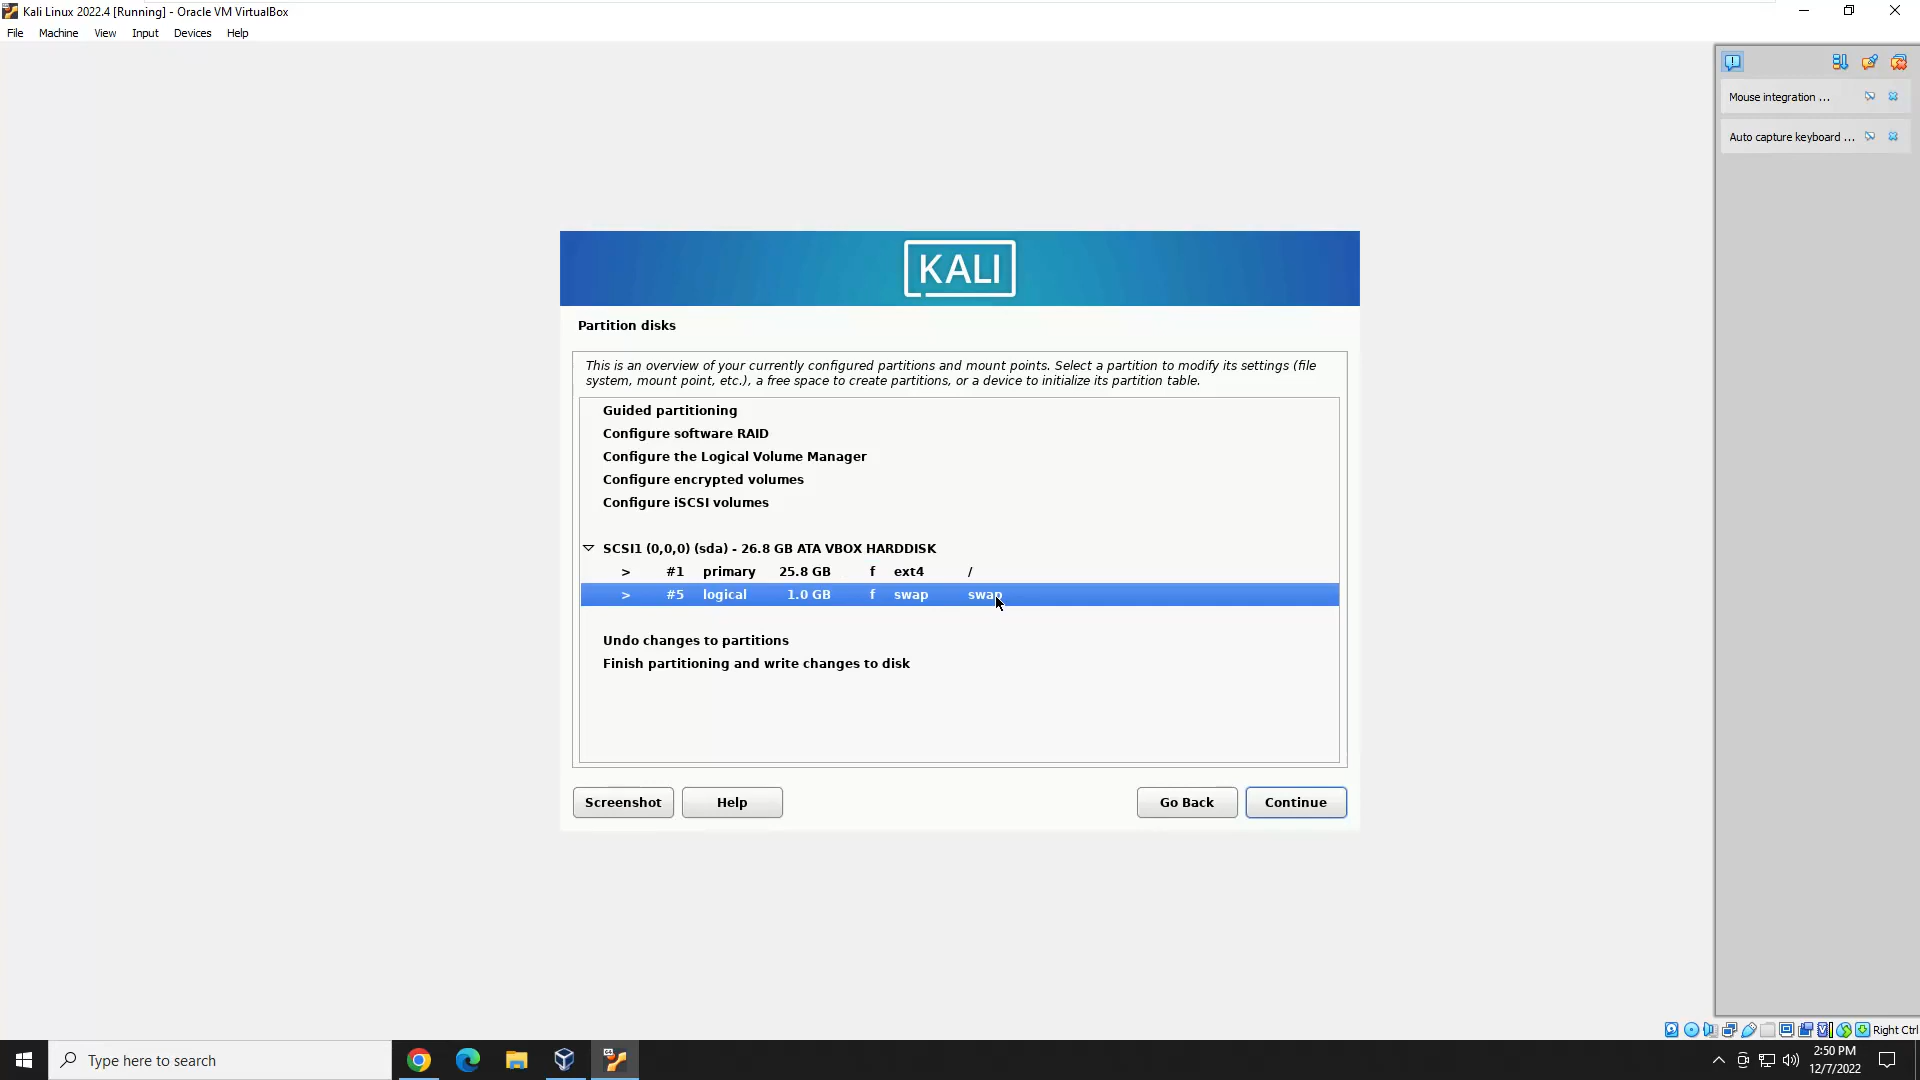 Kali Linux 2022.4 [Running] - Oracle VM VirtualBox
File Machine View Input Devices Help
Mouse integration ...
Auto capture keyboard ...
KALI
Partition disks
This is an overview of your currently configured partitions and mount points. Select a partition to modify its settings (file
system, mount point, etc.), a free space to create partitions, or a device to initialize its partition table.
Guided partitioning
Configure software RAID
Configure the Logical Volume Manager
Configure encrypted volumes
Configure iSCSI volumes
SCSI1 (0,0,0) (sda) - 26.8 GB ATA VBOX HARDDISK
> #1 primary 25.8 GB f ext4 /
> #5 logical 1.0 GB f swap swap
Undo changes to partitions
Finish partitioning and write changes to disk
Screenshot Help Go Back Continue
Right Ctrl
Type here to search
2:50 PM
12/7/2022